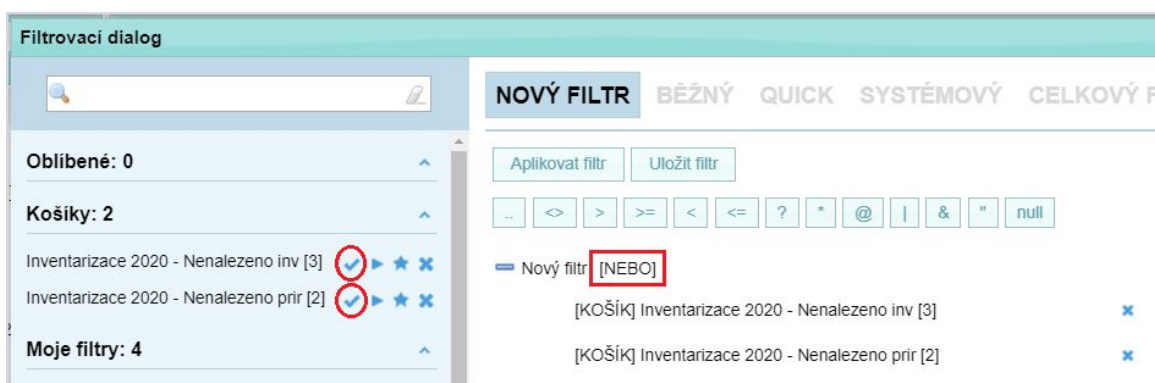 Filtrovací dialog
NOVÝ FILTR BĚŽNÝ QUICK SYSTÉMOVÝ CELKOVÝ
Oblíbené: 0
Košíky: 2
Inventarizace 2020 - Nenalezeno inv [3]
Inventarizace 2020 - Nenalezeno prir [2]
Moje filtry: 4
Aplikovat filtr Uložit filtr
.. <> > >= < <= ? * @ | & " null
Nový filtr [NEBO]
[KOŠÍK] Inventarizace 2020 - Nenalezeno inv [3]
[KOŠÍK] Inventarizace 2020 - Nenalezeno prir [2]